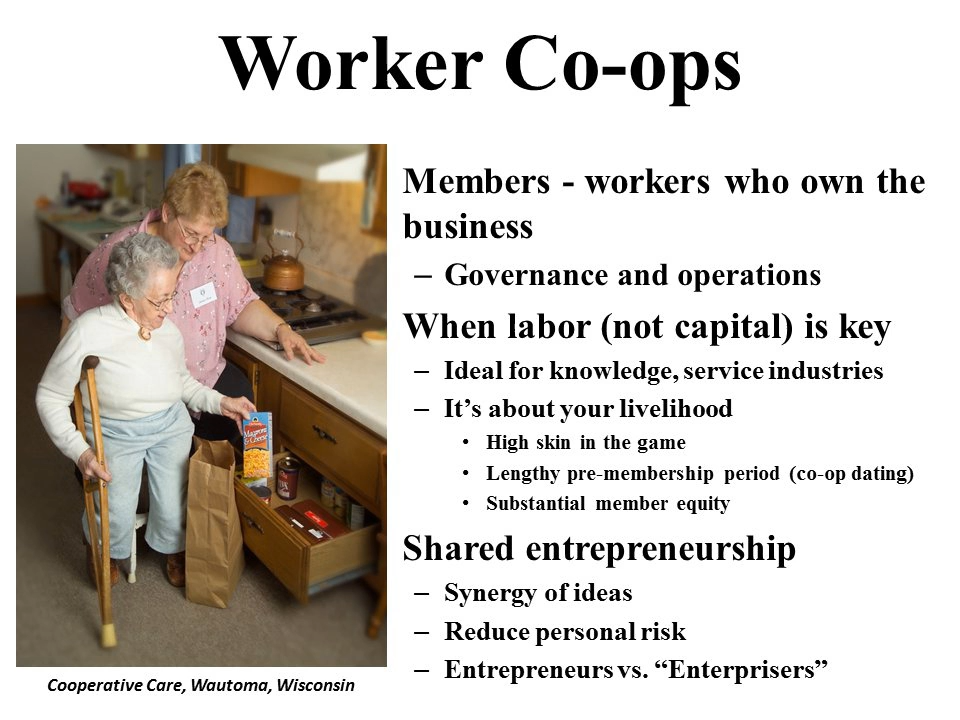 Worker Co-ops
Members - workers who own the
business
– Governance and operations
When labor (not capital) is key
– Ideal for knowledge, service industries
– It’s about your livelihood
• High skin in the game
• Lengthy pre-membership period (co-op dating)
• Substantial member equity
Shared entrepreneurship
– Synergy of ideas
– Reduce personal risk
– Entrepreneurs vs. “Enterprisers”
Macaroni
& Cheese
Cooperative Care, Wautoma, Wisconsin